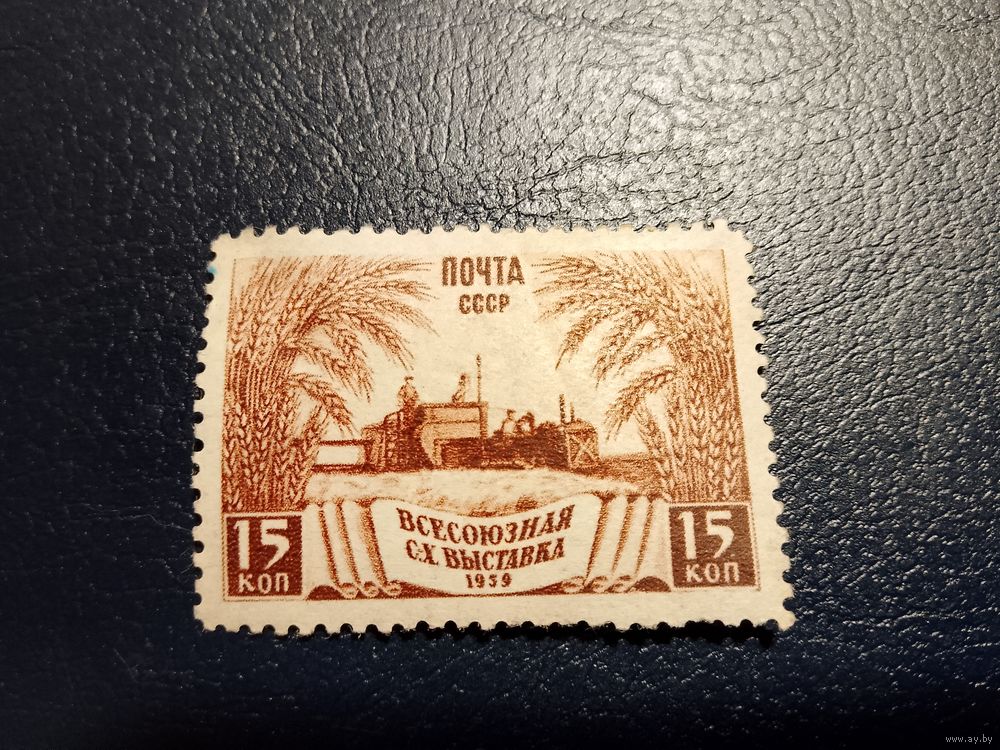 ПОЧТА
СССР
ВСЕСОЮЗНАЯ
С.Х. ВЫСТАВКА
1939
15
КОП
15
КОП
www.ay.by